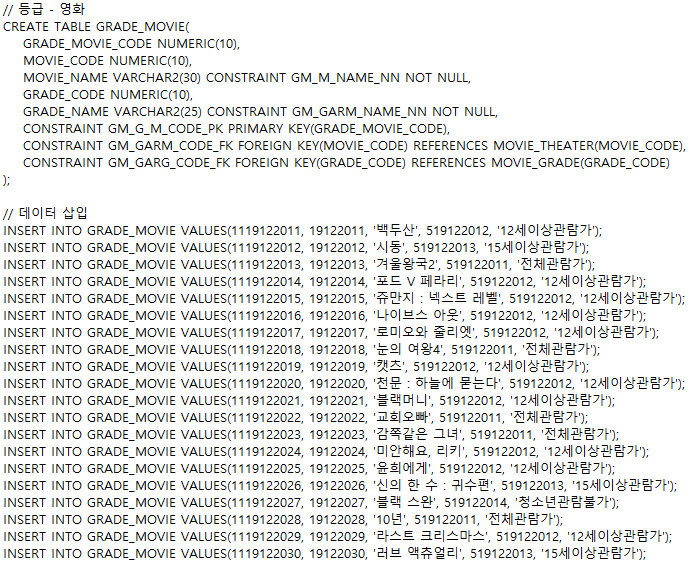 // 등급 - 영화
CREATE TABLE GRADE_MOVIE(
GRADE_MOVIE_CODE NUMERIC(10),
MOVIE_CODE NUMERIC(10),
MOVIE_NAME VARCHAR2(30) CONSTRAINT GM_M_NAME_NN NOT NULL,
GRADE_CODE NUMERIC(10),
GRADE_NAME VARCHAR2(25) CONSTRAINT GM_GARM_NAME_NN NOT NULL,
CONSTRAINT GM_G_M_CODE_PK PRIMARY KEY(GRADE_MOVIE_CODE),
CONSTRAINT GM_GARM_CODE_FK FOREIGN KEY(MOVIE_CODE) REFERENCES MOVIE_THEATER(MOVIE_CODE),
CONSTRAINT GM_GARG_CODE_FK FOREIGN KEY(GRADE_CODE) REFERENCES MOVIE_GRADE(GRADE_CODE)
);
// 데이터 삽입
INSERT INTO GRADE_MOVIE VALUES(1119122011, 19122011, '백두산', 519122012, '12세이상관람가');
INSERT INTO GRADE_MOVIE VALUES(1119122012, 19122012, '시동', 519122013, '15세이상관람가');
INSERT INTO GRADE_MOVIE VALUES(1119122013, 19122013, '겨울왕국2', 519122011, '전체관람가');
INSERT INTO GRADE_MOVIE VALUES(1119122014, 19122014, '포드 V 페라리', 519122012, '12세이상관람가');
INSERT INTO GRADE_MOVIE VALUES(1119122015, 19122015, '쥬만지 : 넥스트 레벨', 519122012, '12세이상관람가');
INSERT INTO GRADE_MOVIE VALUES(1119122016, 19122016, '나이브스 아웃', 519122012, '12세이상관람가');
INSERT INTO GRADE_MOVIE VALUES(1119122017, 19122017, '로미오와 줄리엣', 519122012, '12세이상관람가');
INSERT INTO GRADE_MOVIE VALUES(1119122018, 19122018, '눈의 여왕4', 519122011, '전체관람가');
INSERT INTO GRADE_MOVIE VALUES(1119122019, 19122019, '캣츠', 519122012, '12세이상관람가');
INSERT INTO GRADE_MOVIE VALUES(1119122020, 19122020, '천문 : 하늘에 묻는다', 519122012, '12세이상관람가');
INSERT INTO GRADE_MOVIE VALUES(1119122021, 19122021, '블랙머니', 519122012, '12세이상관람가');
INSERT INTO GRADE_MOVIE VALUES(1119122022, 19122022, '교회오빠', 519122011, '전체관람가');
INSERT INTO GRADE_MOVIE VALUES(1119122023, 19122023, '감쪽같은 그녀', 519122011, '전체관람가');
INSERT INTO GRADE_MOVIE VALUES(1119122024, 19122024, '미안해요, 리키', 519122012, '12세이상관람가');
INSERT INTO GRADE_MOVIE VALUES(1119122025, 19122025, '윤희에게', 519122012, '12세이상관람가');
INSERT INTO GRADE_MOVIE VALUES(1119122026, 19122026, '신의 한 수 : 귀수편', 519122013, '15세이상관람가');
INSERT INTO GRADE_MOVIE VALUES(1119122027, 19122027, '블랙 스완', 519122014, '청소년관람불가');
INSERT INTO GRADE_MOVIE VALUES(1119122028, 19122028, '10년', 519122011, '전체관람가');
INSERT INTO GRADE_MOVIE VALUES(1119122029, 19122029, '라스트 크리스마스', 519122012, '12세이상관람가');
INSERT INTO GRADE_MOVIE VALUES(1119122030, 19122030, '러브 액츄얼리', 519122013, '15세이상관람가');